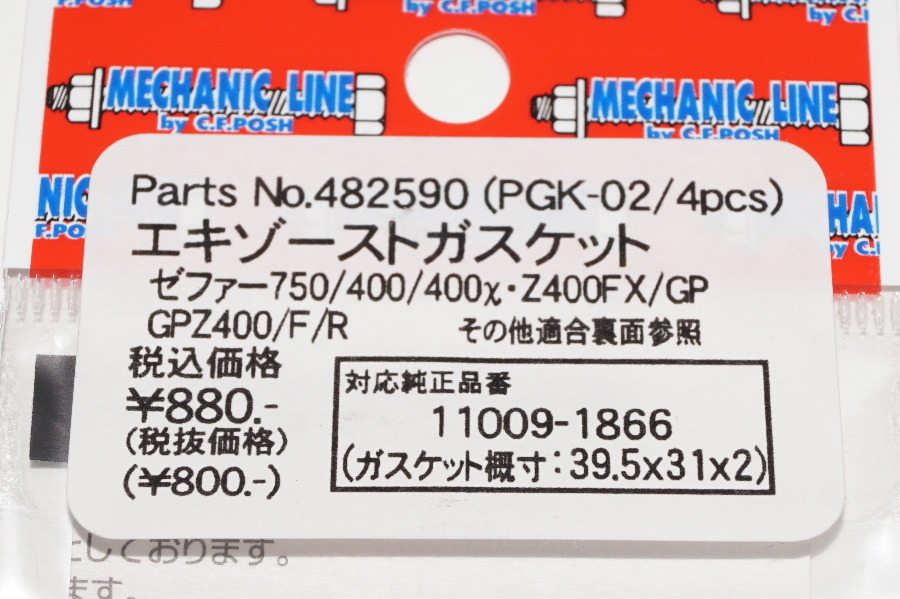 MECHANIC LINE MECHANIC LINE
by C.F.POSH by C.F.POSH
Parts No.482590 (PGK-02/4pcs)
エキゾーストガスケット
ゼファー750/400/400χ・Z400FX/GP
GPZ400/F/R その他適合裏面参照
税込価格
¥880.-
(税抜価格)
(¥800.-)
対応純正品番
11009-1866
(ガスケット概寸:39.5x31x2)
しております。
ます。